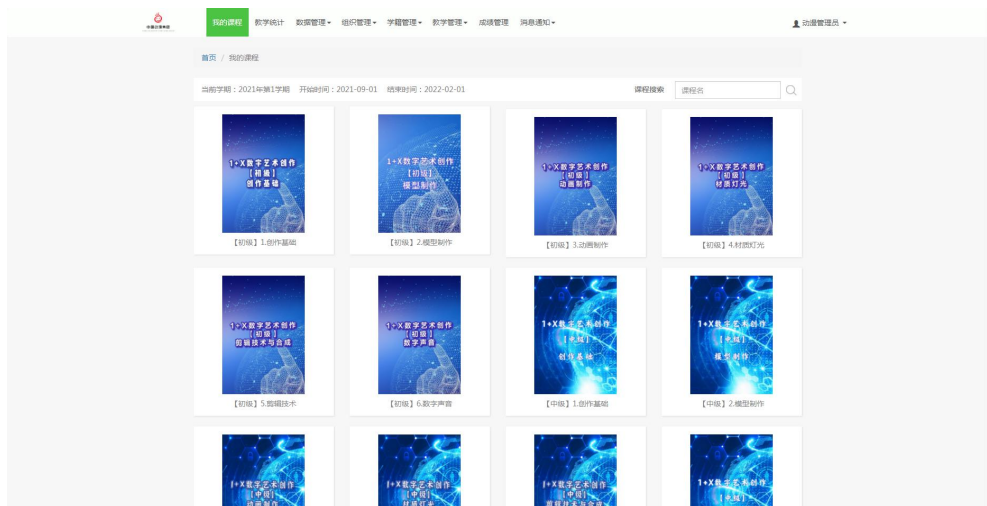 我的课程 教学统计 数据管理 组织管理 学籍管理 教学管理 成绩管理 消息通知 动漫管理员
首页 / 我的课程
当前学期：2021年第1学期 开始时间：2021-09-01 结束时间：2022-02-01 课程搜索 课程名
1+X数字艺术创作
【初级】
创作基础
【初级】1.创作基础
1+X数字艺术创作
【初级】
模型制作
【初级】2.模型制作
1+X数字艺术创作
【初级】
动画制作
【初级】3.动画制作
1+X数字艺术创作
【初级】
材质灯光
【初级】4.材质灯光
1+X数字艺术创作
【初级】
剪辑技术与合成
【初级】5.剪辑技术
1+X数字艺术创作
【初级】
数字声音
【初级】6.数字声音
1+X数字艺术创作
【中级】
创作基础
【中级】1.创作基础
1+X数字艺术创作
【中级】
模型制作
【中级】2.模型制作
1+X数字艺术创作
【中级】
动画制作
1+X数字艺术创作
【中级】
材质灯光
1+X数字艺术创作
【中级】
剪辑技术与合成
1+X数字艺术创作
【中级】